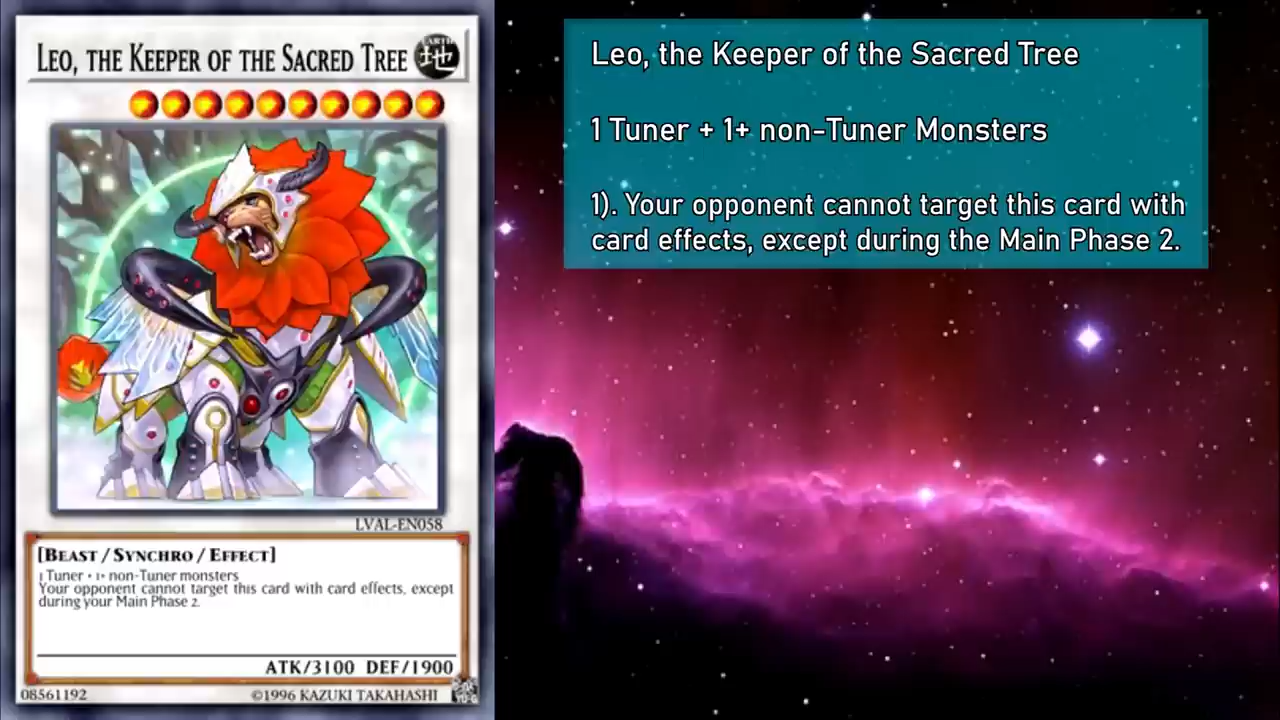 LEO, THE KEEPER OF THE SACRED TREE
EARTH
地
LVAL-EN058
[BEAST / SYNCHRO / EFFECT]
1 Tuner + 1+ non-Tuner monsters
Your opponent cannot target this card with card effects, except
during your Main Phase 2.
ATK/3100 DEF/1900
08561192
©1996 KAZUKI TAKAHASHI
Leo, the Keeper of the Sacred Tree
1 Tuner + 1+ non-Tuner Monsters
1). Your opponent cannot target this card with
card effects, except during the Main Phase 2.